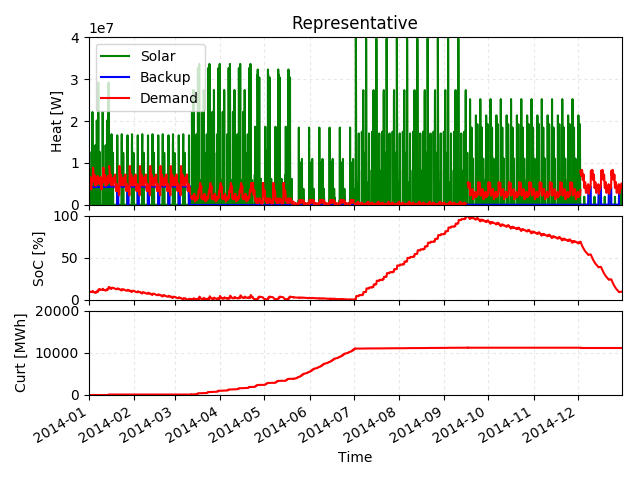 Representative
1e7
Solar
Backup
Demand
Heat [W]
4
3
2
1
0
SoC [%]
100
50
0
Curt [MWh]
20000
10000
0
2014-01 2014-02 2014-03 2014-04 2014-05 2014-06 2014-07 2014-08 2014-09 2014-10 2014-11 2014-12
Time